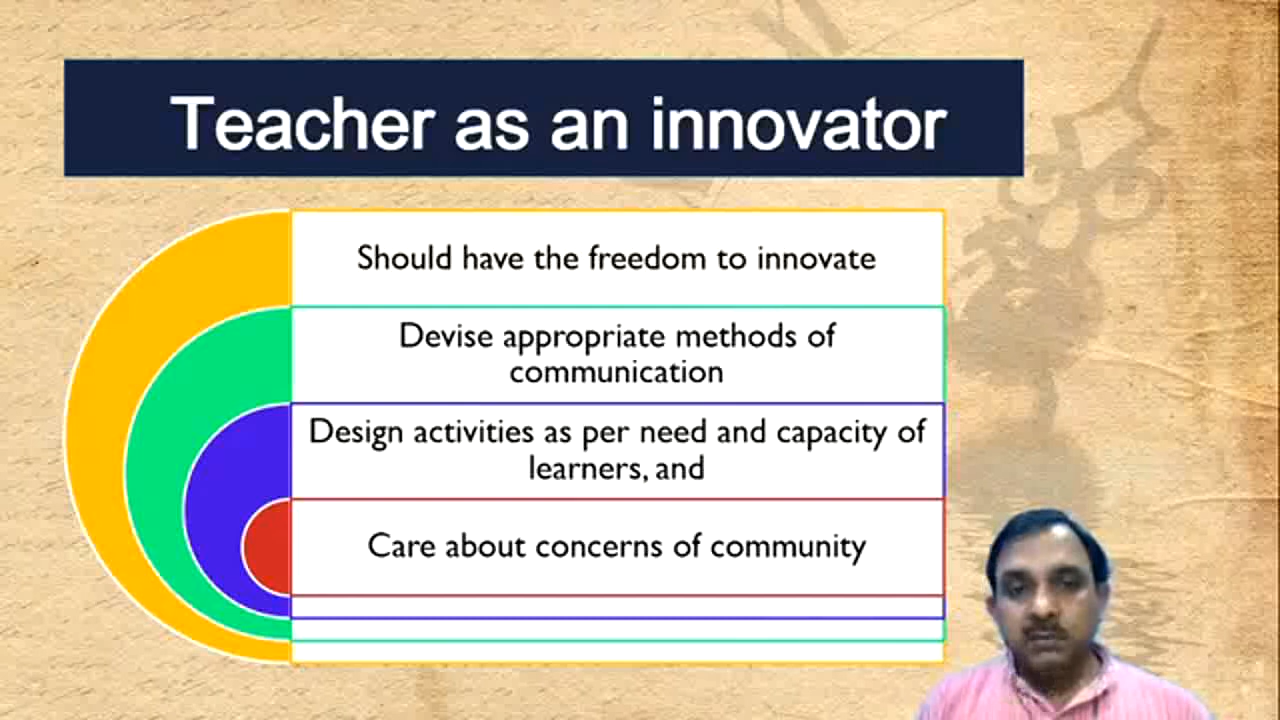 Teacher as an innovator
Should have the freedom to innovate
Devise appropriate methods of
communication
Design activities as per need and capacity of
learners, and
Care about concerns of community